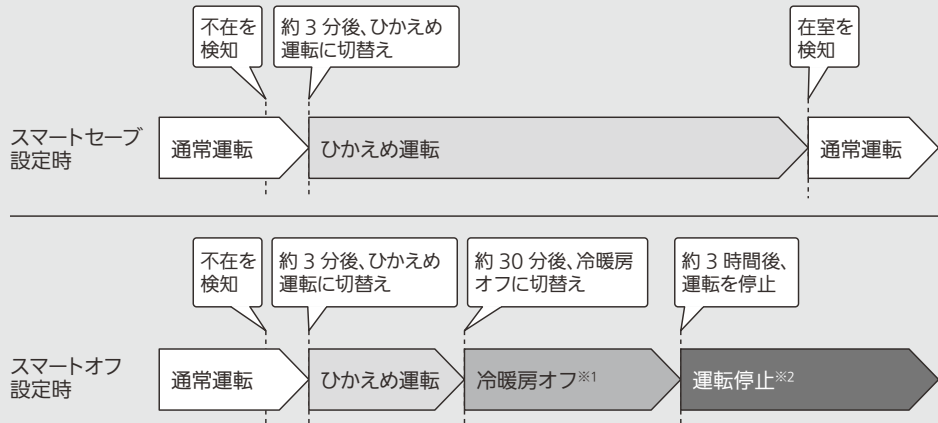 不在を
検知
約 3 分後、ひかえめ
運転に切替え
在室を
検知
スマートセーブ
設定時
通常運転
ひかえめ運転
通常運転
不在を
検知
約 3 分後、ひかえめ
運転に切替え
約 30 分後、冷暖房
オフに切替え
約 3 時間後、
運転を停止
スマートオフ
設定時
通常運転
ひかえめ運転
冷暖房オフ※1
運転停止※2